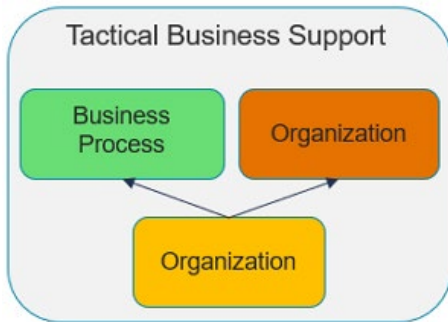 Tactical Business Support
Business
Process
Organization
Organization